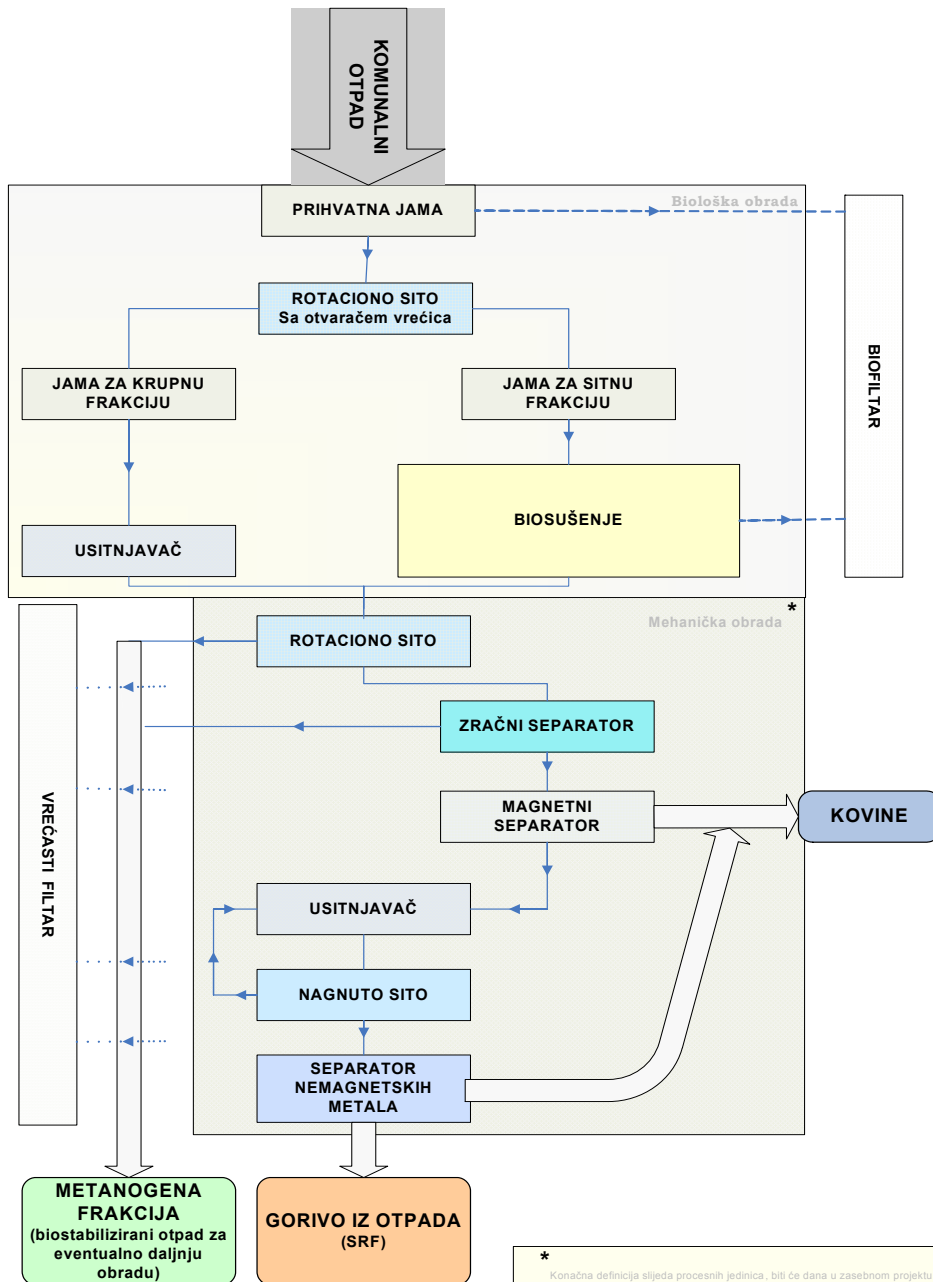 KOMUNALNI
OTPAD
PRIHVATNA JAMA
Biološka obrada
ROTACIONO SITO
Sa otvaračem vrećica
JAMA ZA KRUPNU
FRAKCIJU
JAMA ZA SITNU
FRAKCIJU
BIOFILTAR
BIOSUŠENJE
USITNJAVAČ
*
Mehanička obrada
ROTACIONO SITO
ZRAČNI SEPARATOR
MAGNETNI
SEPARATOR
KOVINE
VREĆASTI FILTAR
USITNJAVAČ
NAGNUTO SITO
SEPARATOR
NEMAGNETSKIH
METALA
METANOGENA
FRAKCIJA
(biostabilizirani otpad za
eventualno daljnju
obradu)
GORIVO IZ OTPADA
(SRF)
*
Konačna definicija slijeda procesnih jedinica, biti će dana u zasebnom projektu